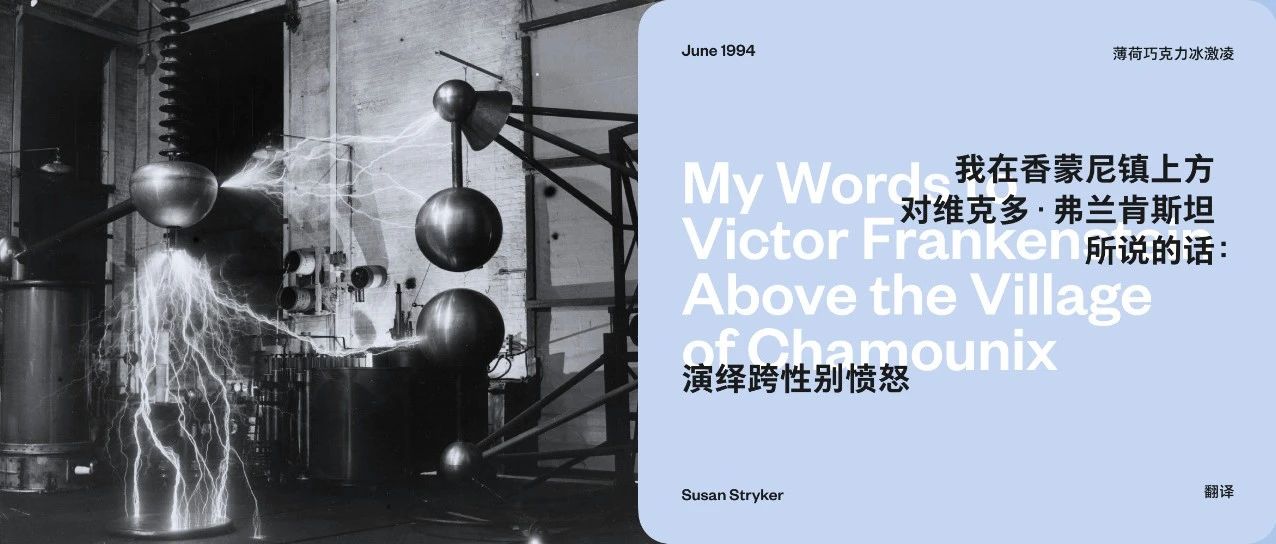 June 1994
薄荷巧克力冰激凌
My Words to
Victor Frankenstein
Above the Village
of Chamounix
我在香蒙尼镇上方
对维克多·弗兰肯斯坦
所说的话：
演绎跨性别愤怒
Susan Stryker
翻译